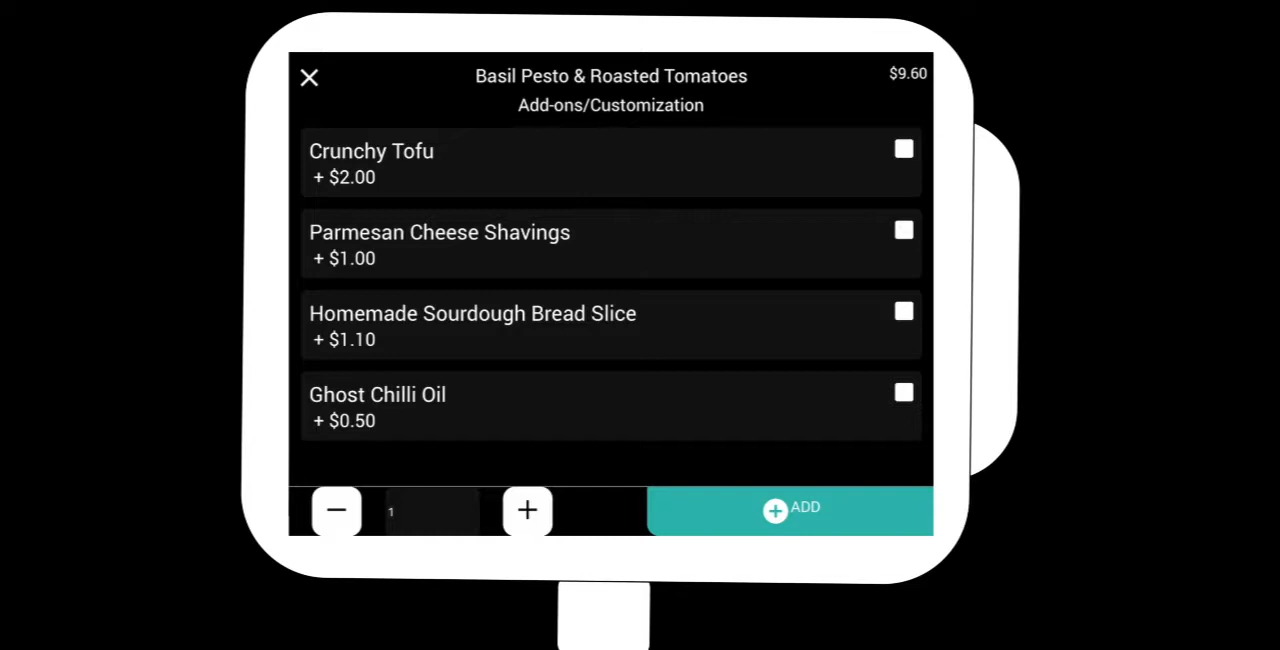 Basil Pesto & Roasted Tomatoes
$9.60
Add-ons/Customization
Crunchy Tofu
+ $2.00
Parmesan Cheese Shavings
+ $1.00
Homemade Sourdough Bread Slice
+ $1.10
Ghost Chilli Oil
+ $0.50
1
ADD